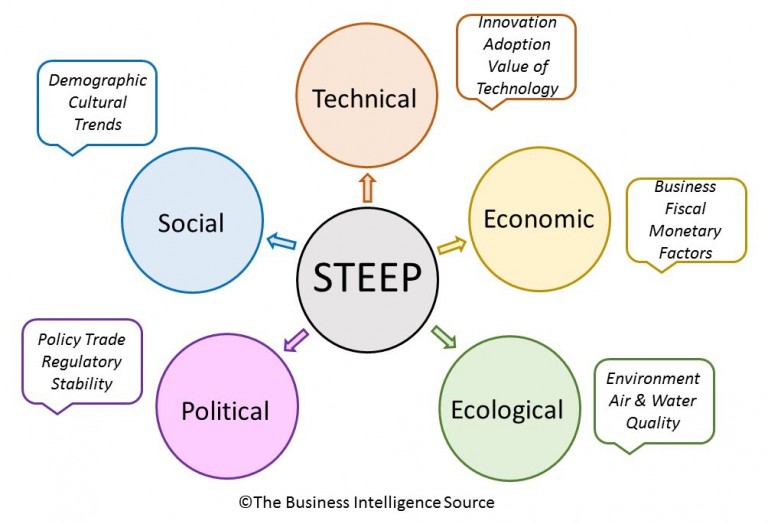 Innovation
Adoption
Value of
Technology
Demographic
Cultural
Trends
Technical
Social
Economic
Business
Fiscal
Monetary
Factors
STEEP
Policy Trade
Regulatory
Stability
Political
Ecological
Environment
Air & Water
Quality
©The Business Intelligence Source